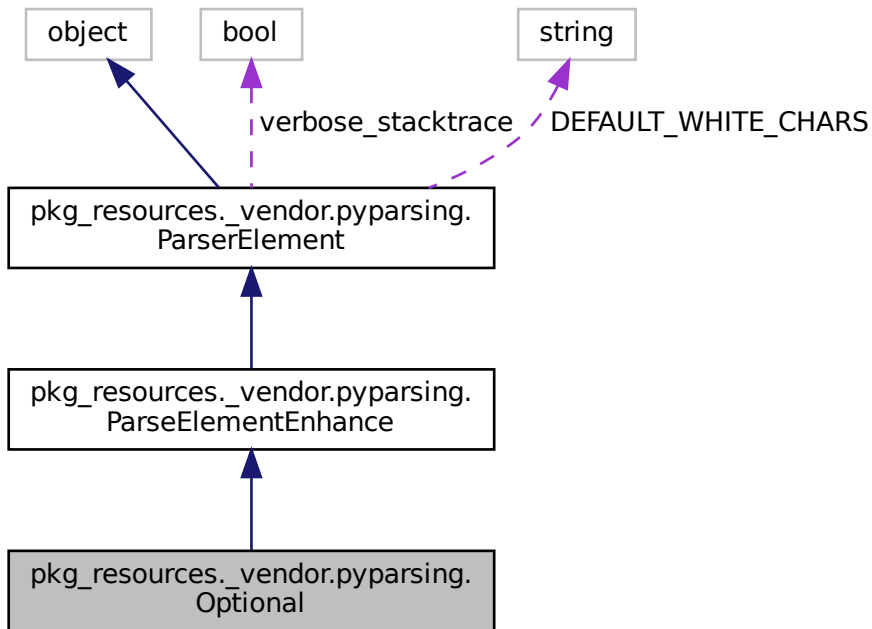 object
bool
string
verbose_stacktrace
DEFAULT_WHITE_CHARS
pkg_resources._vendor.pyparsing.
ParserElement
pkg_resources._vendor.pyparsing.
ParseElementEnhance
pkg_resources._vendor.pyparsing.
Optional